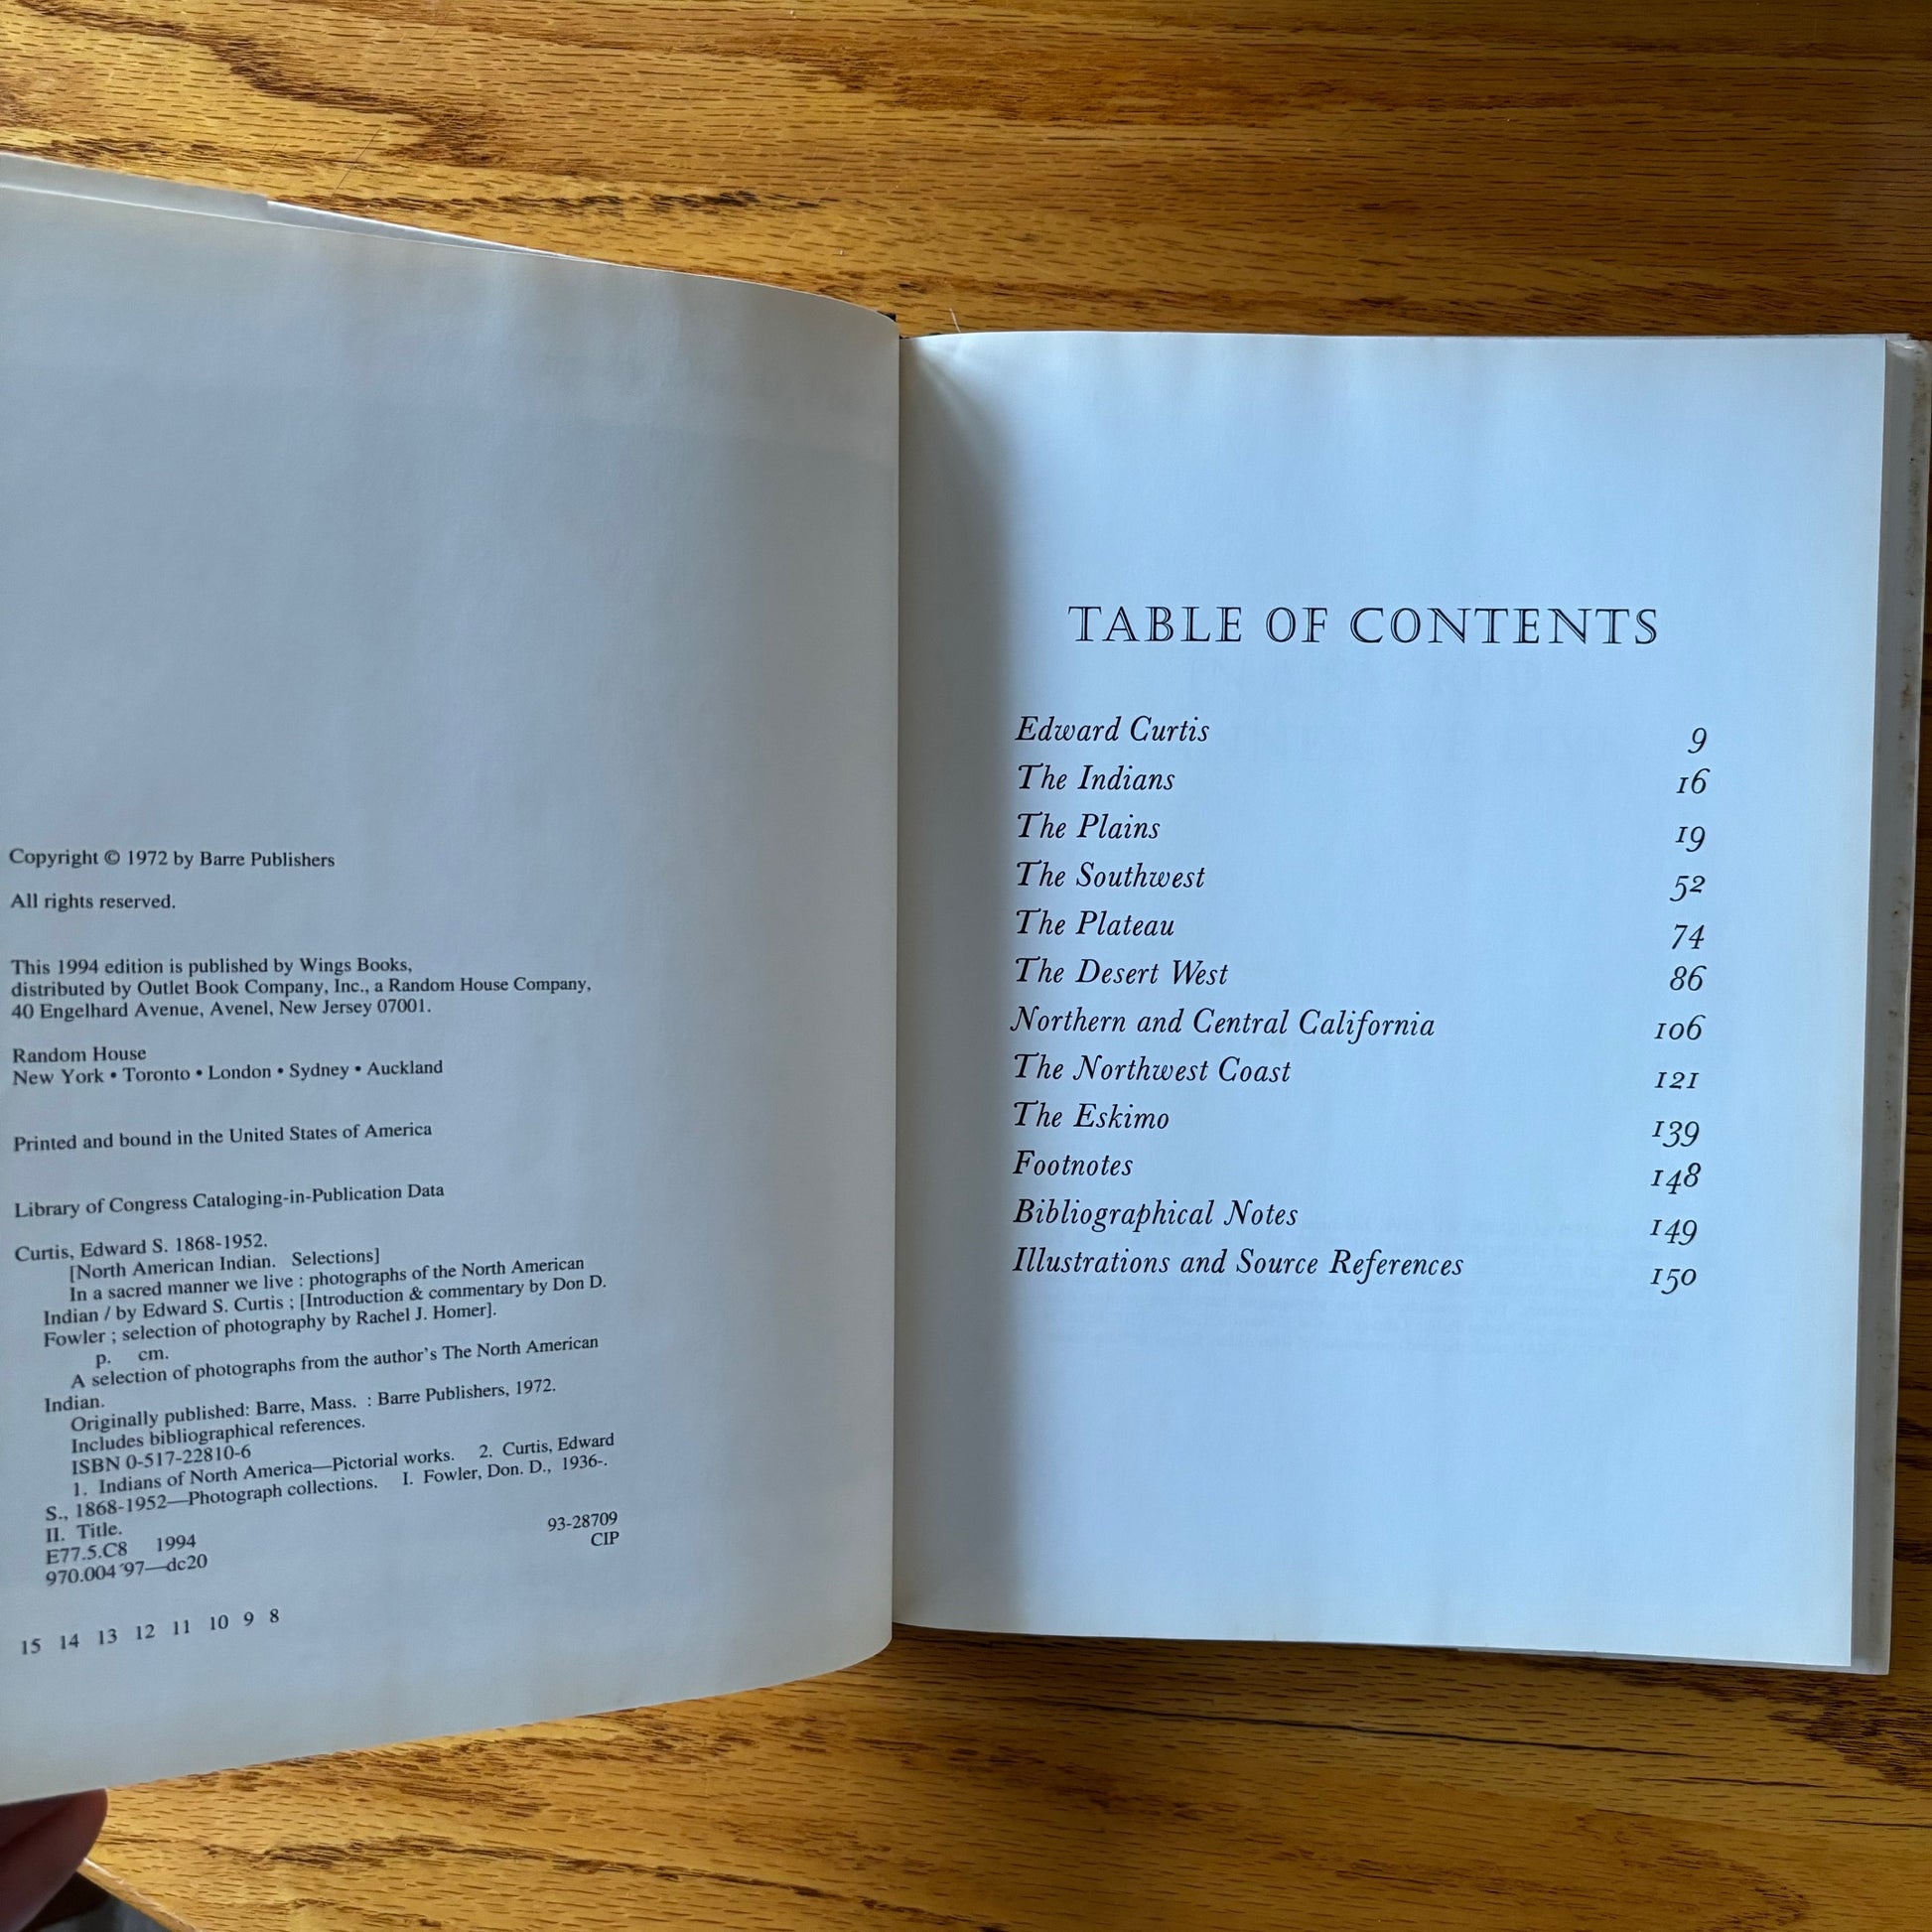 Copyright © 1972 by Barre Publishers
All rights reserved.
This 1994 edition is published by Wings Books,
distributed by Outlet Book Company, Inc., a Random House Company,
40 Engelhard Avenue, Avenel, New Jersey 07001.
Random House
New York • Toronto • London • Sydney • Auckland
Printed and bound in the United States of America
Library of Congress Cataloging-in-Publication Data
Curtis, Edward S. 1868-1952.
[North American Indian. Selections]
In a sacred manner we live : photographs of the North American
Indian / by Edward S. Curtis ; [Introduction & commentary by Don D.
Fowler ; selection of photography by Rachel J. Homer].
p. cm.
A selection of photographs from the author's The North American
Indian.
Originally published: Barre, Mass. : Barre Publishers, 1972.
Includes bibliographical references.
ISBN 0-517-22810-6
1. Indians of North America—Pictorial works. 2. Curtis, Edward
S., 1868-1952—Photograph collections. I. Fowler, Don. D., 1936-.
II. Title.
E77.5.C8 1994 93-28709
970.004´97—dc20 CIP
15 14 13 12 11 10 9 8
TABLE OF CONTENTS
Edward Curtis 9
The Indians 16
The Plains 19
The Southwest 52
The Plateau 74
The Desert West 86
Northern and Central California 106
The Northwest Coast 121
The Eskimo 139
Footnotes 148
Bibliographical Notes 149
Illustrations and Source References 150